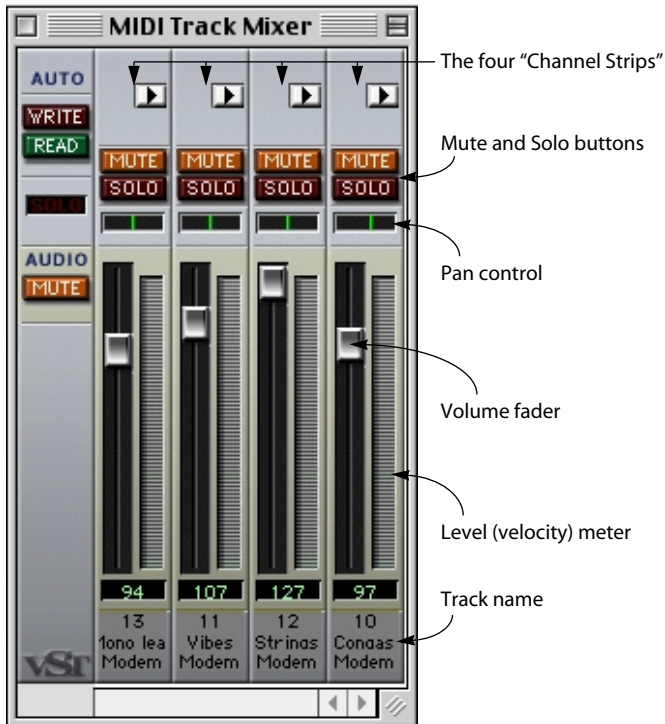 MIDI Track Mixer
The four “Channel Strips”
AUTO
WRITE
READ
MUTE MUTE MUTE MUTE
Mute and Solo buttons
SOLO SOLO SOLO SOLO
SOLO
AUDIO
MUTE
Pan control
Volume fader
Level (velocity) meter
94 107 127 97
Track name
13 11 12 10
Mono lea Vibes Strings Congas
Modem Modem Modem Modem
VST